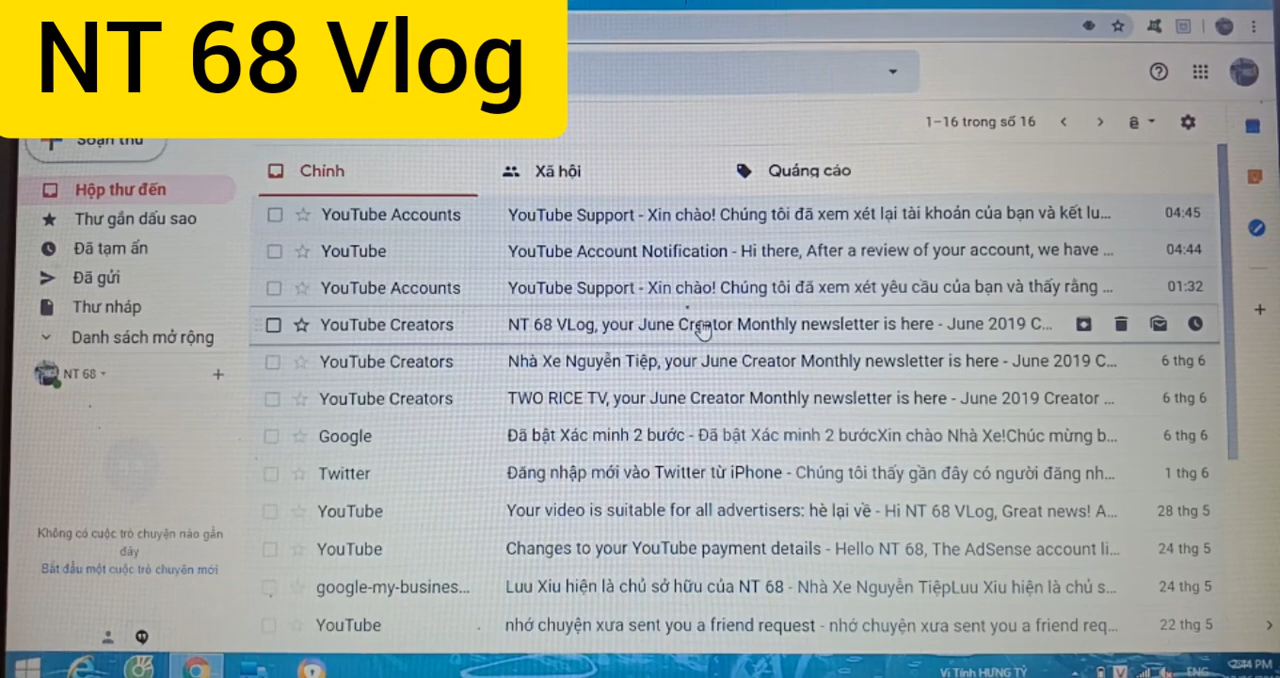 NT 68 Vlog
1–16 trong số 16
Soạn thư
Chính
Xã hội
Quảng cáo
Hộp thư đến
Thư gắn dấu sao
Đã tạm ẩn
Đã gửi
Thư nháp
Danh sách mở rộng
NT 68
YouTube Accounts YouTube Support - Xin chào! Chúng tôi đã xem xét lại tài khoản của bạn và kết lu... 04:45
YouTube YouTube Account Notification - Hi there, After a review of your account, we have ... 04:44
YouTube Accounts YouTube Support - Xin chào! Chúng tôi đã xem xét yêu cầu của bạn và thấy rằng ... 01:32
YouTube Creators NT 68 VLog, your June Creator Monthly newsletter is here - June 2019 C...
YouTube Creators Nhà Xe Nguyễn Tiệp, your June Creator Monthly newsletter is here - June 2019 C... 6 thg 6
YouTube Creators TWO RICE TV, your June Creator Monthly newsletter is here - June 2019 Creator ... 6 thg 6
Google Đã bật Xác minh 2 bước - Đã bật Xác minh 2 bướcXin chào Nhà Xe!Chúc mừng b... 6 thg 6
Twitter Đăng nhập mới vào Twitter từ iPhone - Chúng tôi thấy gần đây có người đăng nh... 1 thg 6
YouTube Your video is suitable for all advertisers: hè lại về - Hi NT 68 VLog, Great news! A... 28 thg 5
YouTube Changes to your YouTube payment details - Hello NT 68, The AdSense account li... 24 thg 5
google-my-busines... Luu Xiu hiện là chủ sở hữu của NT 68 - Nhà Xe Nguyễn TiệpLuu Xiu hiện là chủ s... 24 thg 5
YouTube nhớ chuyện xưa sent you a friend request - nhớ chuyện xưa sent you a friend req... 22 thg 5
Không có cuộc trò chuyện nào gần
đây
Bắt đầu một cuộc trò chuyện mới
Vi Tính HƯNG TÝ
ENG
2:44 PM